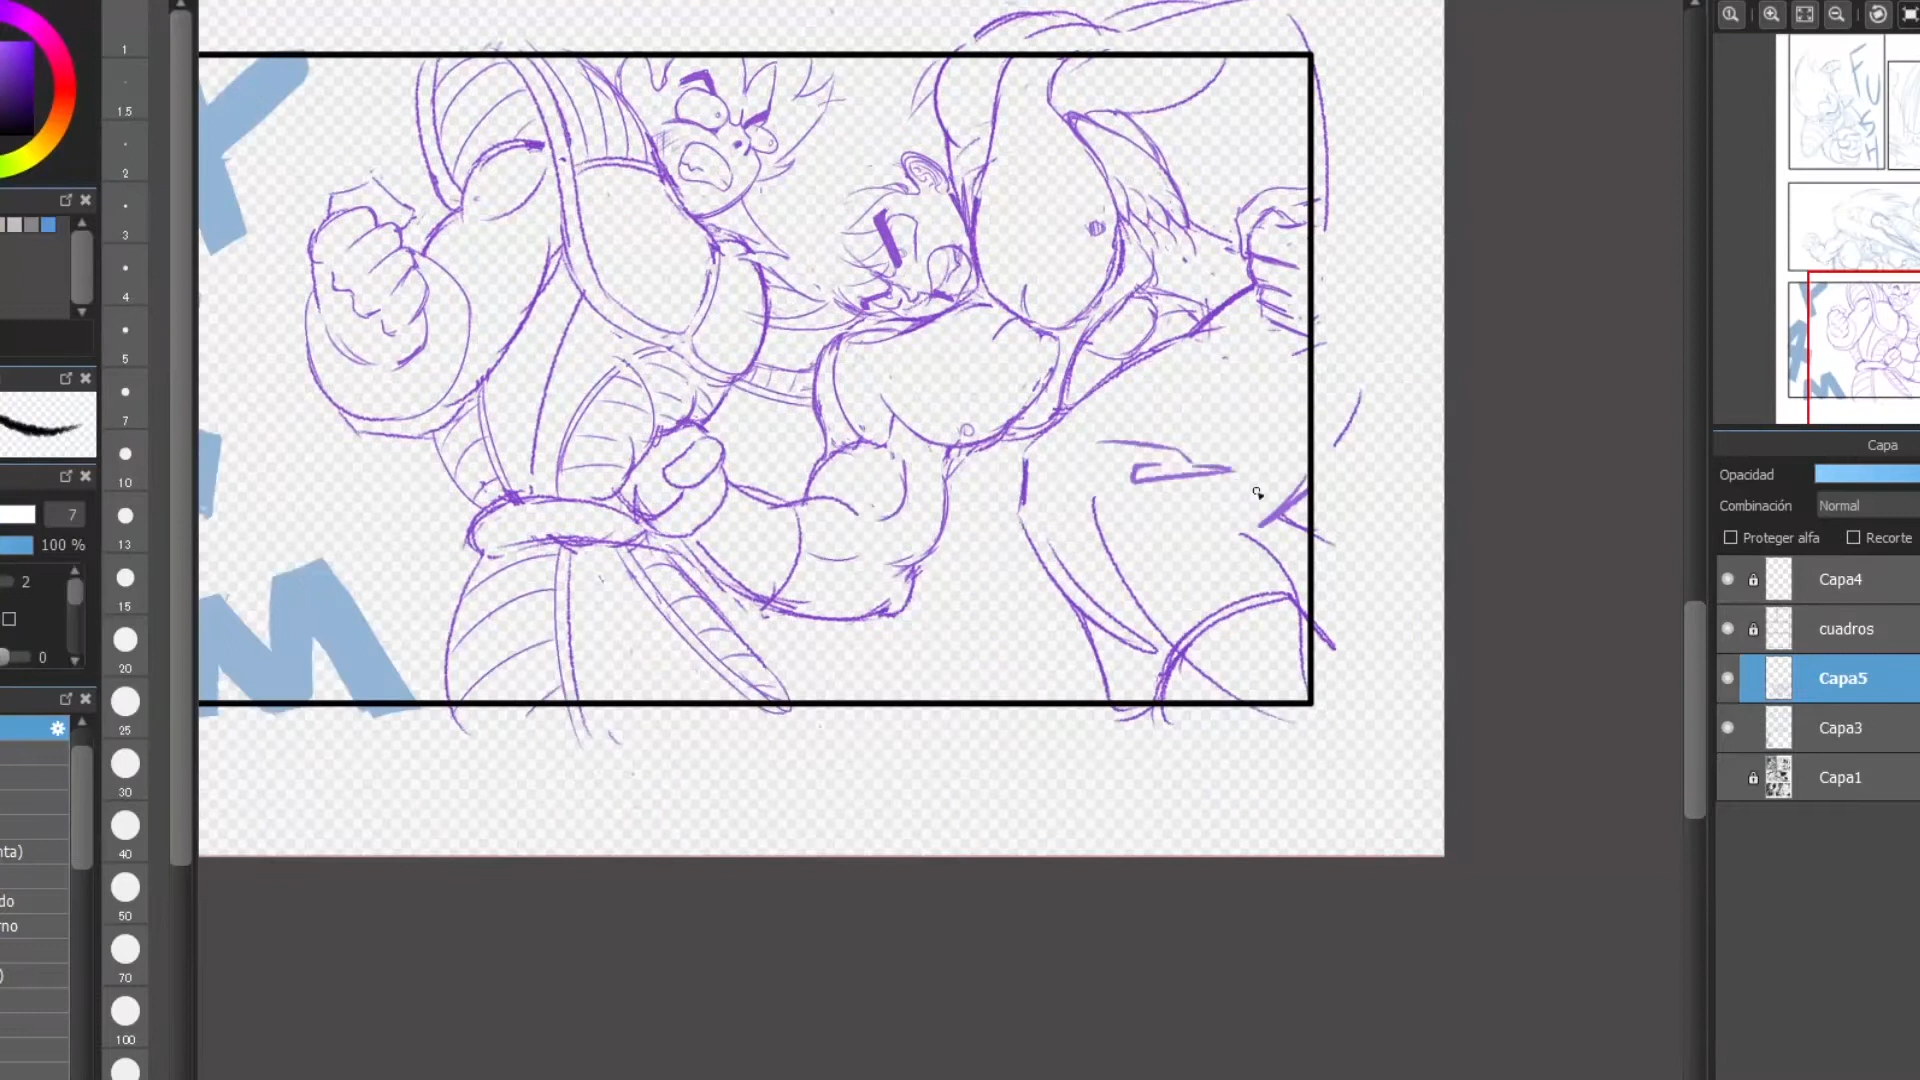 1
1.5
2
3
4
5
7
10
13
15
20
25
30
40
50
70
100
7
100 %
2
0
nta)
do
rno
)
K
M
F
U
S
H
K
A
M
Capa
Opacidad
Combinación Normal
Proteger alfa Recorte
Capa4
cuadros
Capa5
Capa3
Capa1